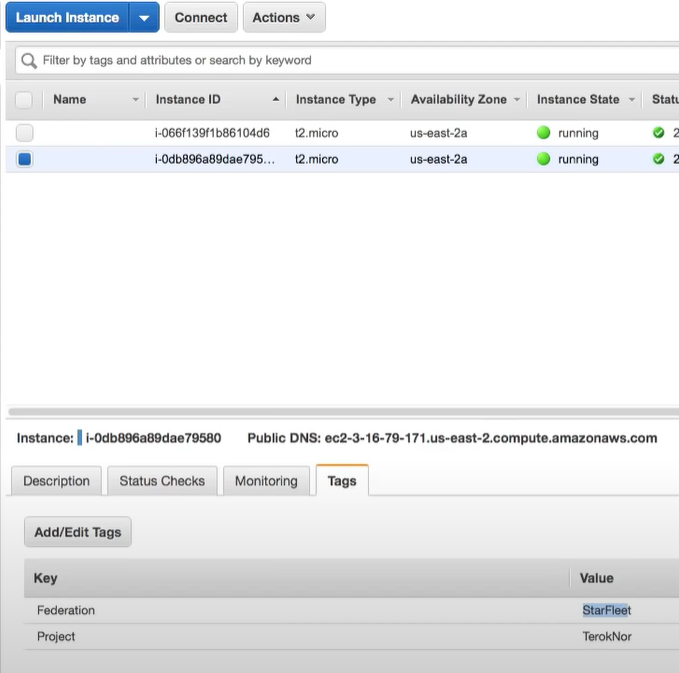 Launch Instance Connect Actions
Filter by tags and attributes or search by keyword
Name Instance ID Instance Type Availability Zone Instance State Statu
i-066f139f1b86104d6 t2.micro us-east-2a running 2
i-0db896a89dae795... t2.micro us-east-2a running 2
Instance: i-0db896a89dae79580 Public DNS: ec2-3-16-79-171.us-east-2.compute.amazonaws.com
Description Status Checks Monitoring Tags
Add/Edit Tags
Key Value
Federation StarFleet
Project TerokNor